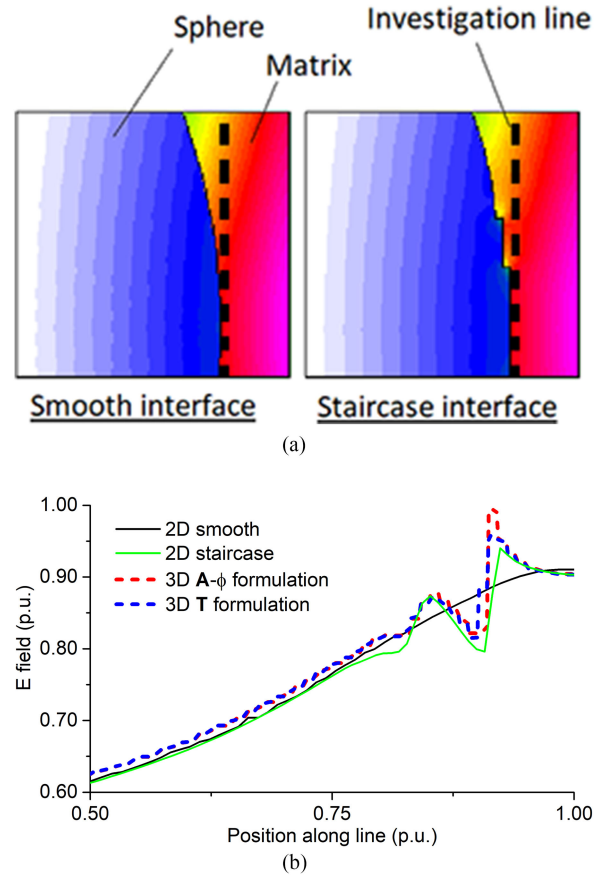 Sphere
Investigation line
Matrix
Smooth interface
Staircase interface
(a)
1.00
0.90
0.80
0.70
0.60
E field (p.u.)
2D smooth
2D staircase
3D A-ϕ formulation
3D T formulation
0.50
0.75
1.00
Position along line (p.u.)
(b)